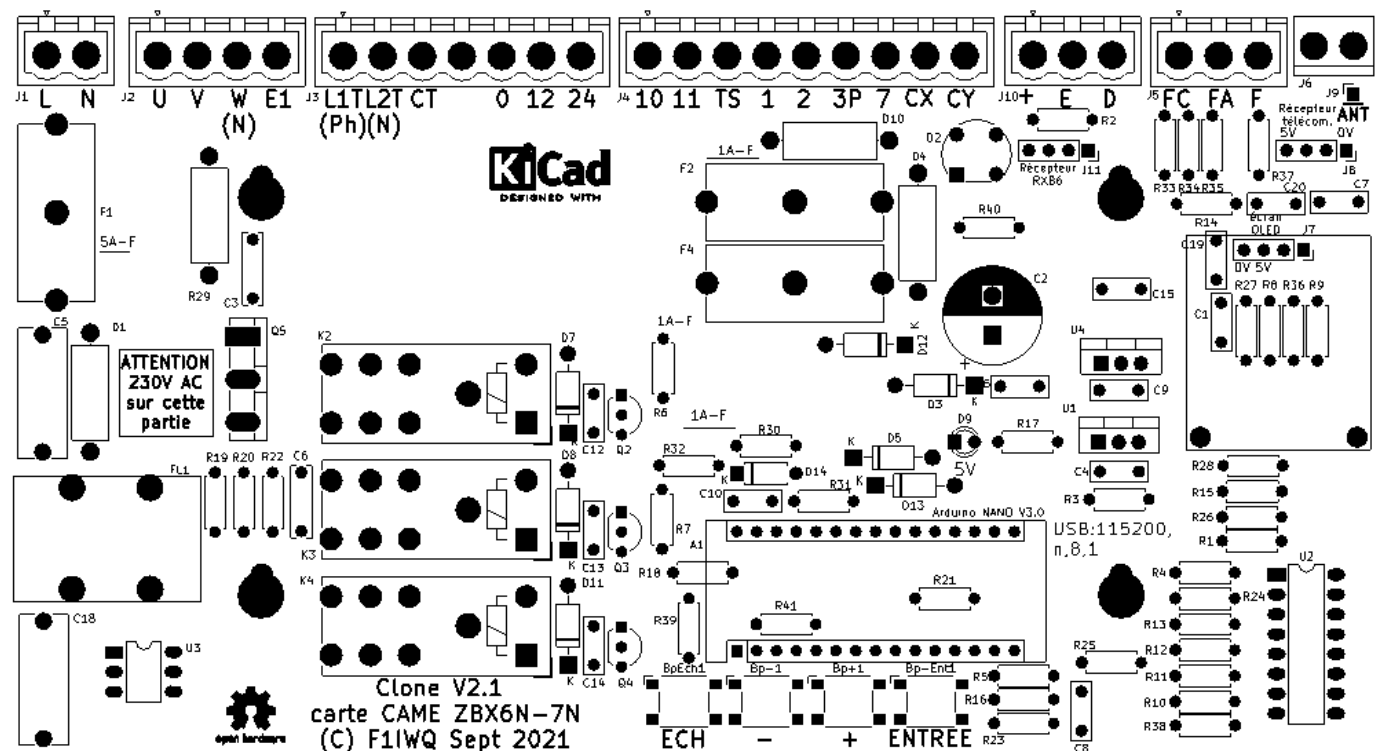 J1 L N
J2 U V W E1
(N)
J3 L1T L2T CT 0 12 24
(Ph)(N)
J4 10 11 TS 1 2 3P 7 CX CY
J10 + E D
J5 FC FA F
J6
J9
ANT
Récepteur
télécom.
5V 0V
J8
R2
D2
Récepteur
RXB6
J11
R33 R34 R35
R37
C20
C7
R14
écran
OLED
J7
C19
0V 5V
F1
5A-F
R29
C3
KiCad
DESIGNED WITH
1A-F
D10
F2
D4
F4
R40
C2
C15
C1
R27 R8 R36 R9
C5
D1
Q5
ATTENTION
230V AC
sur cette
partie
K2
D7
K
C12
Q2
1A-F
R6
D12
K
+
D3
K
U4
C9
U1
1A-F
R30
D5
K
D9
5V
R17
FL1
R19 R20 R22 C6
K3
D8
K
C13
Q3
R32
K
D14
C10
R31
K
D13
C4
R3
R28
R15
R26
R1
R7
A1
Arduino NANO V3.0
USB:115200,
n,8,1
K4
D11
K
C14
Q4
R18
R21
R41
R39
R4
R24
R13
R12
R11
R10
R38
U2
R25
C18
U3
open hardware
Clone V2.1
carte CAME ZBX6N-7N
(C) F1IWQ Sept 2021
BpEch1 Bp-1 Bp+1 Bp-Ent1
ECH - + ENTREE
R5
R16
R23
C8